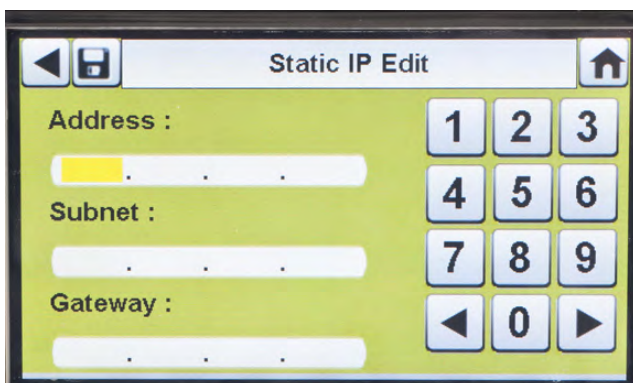 Static IP Edit
Address :
. . .
Subnet :
. . .
Gateway :
. . .
1 2 3
4 5 6
7 8 9
0